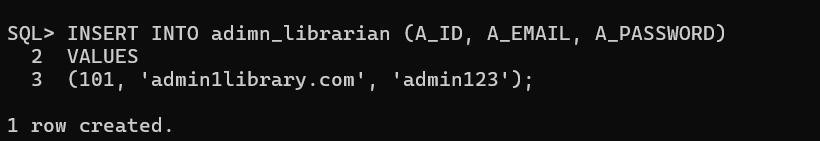 SQL> INSERT INTO adimn_librarian (A_ID, A_EMAIL, A_PASSWORD)
2 VALUES
3 (101, 'admin1library.com', 'admin123');
1 row created.